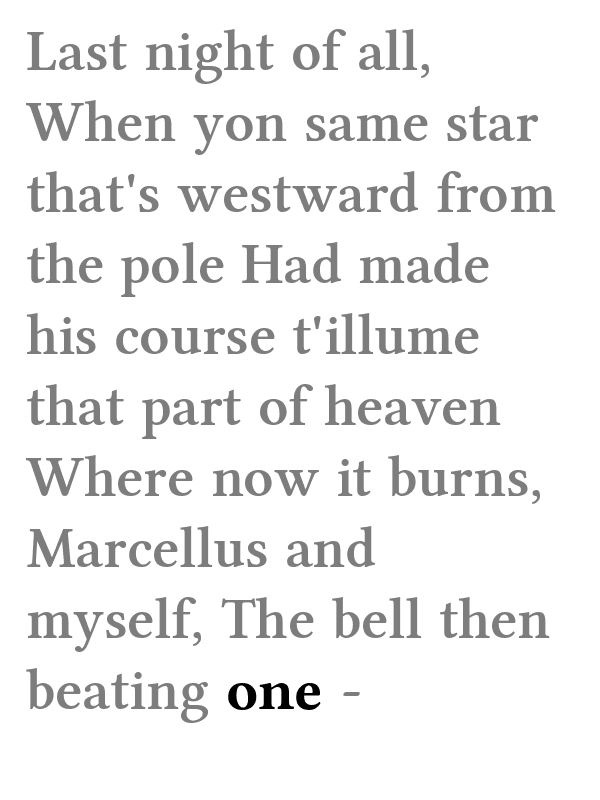 Last night of all,
When yon same star
that's westward from
the pole Had made
his course t'illume
that part of heaven
Where now it burns,
Marcellus and
myself, The bell then
beating one -